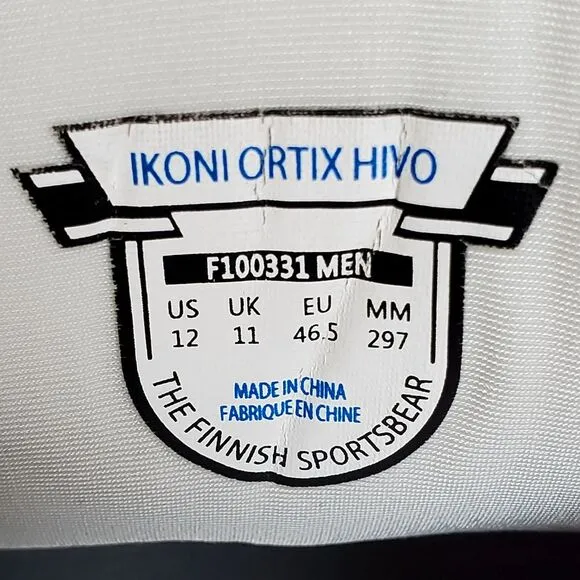 IKONI ORTIX HIVO
F100331 MEN
US UK EU MM
12 11 46.5 297
MADE IN CHINA
FABRIQUE EN CHINE
THE FINNISH SPORTSBEAR